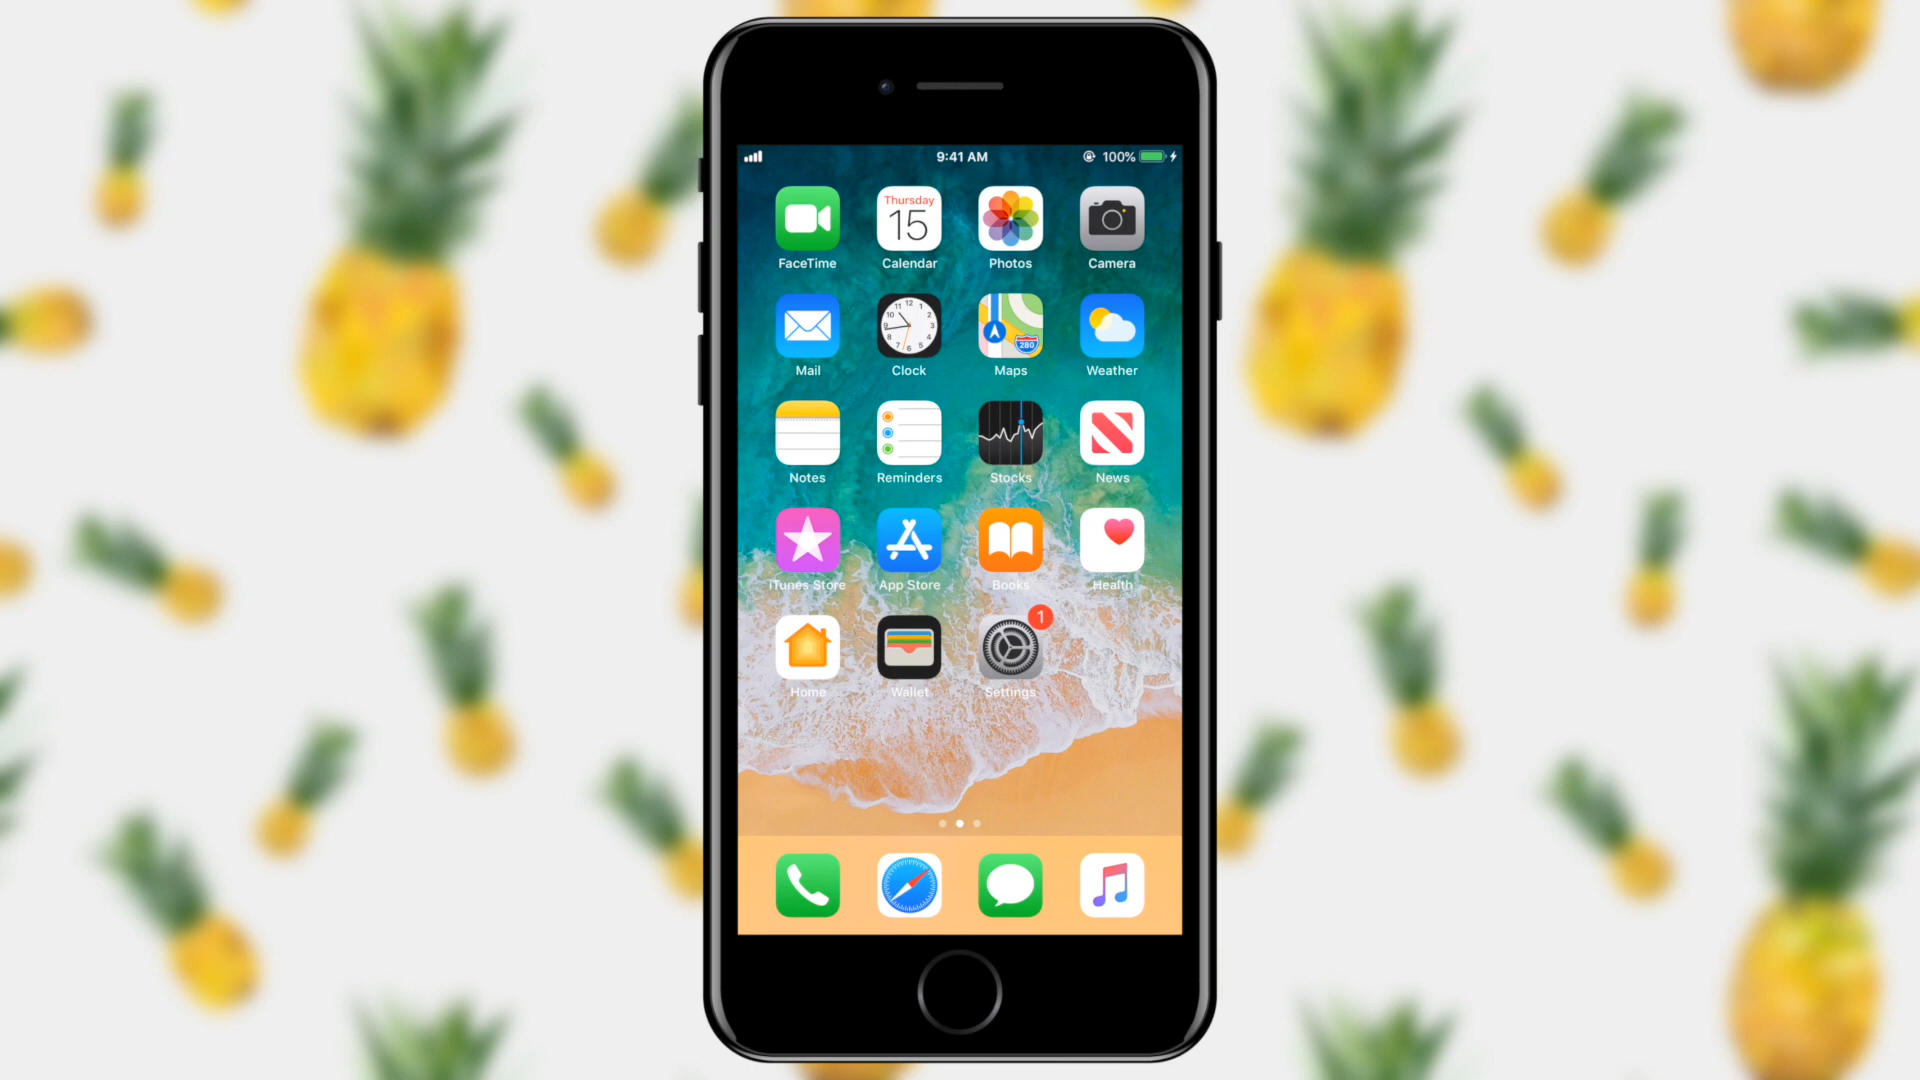 9:41 AM
100%
Thursday
15
FaceTime
Calendar
Photos
Camera
280
Mail
Clock
Maps
Weather
Notes
Reminders
Stocks
News
iTunes Store
App Store
Books
Health
1
Home
Wallet
Settings